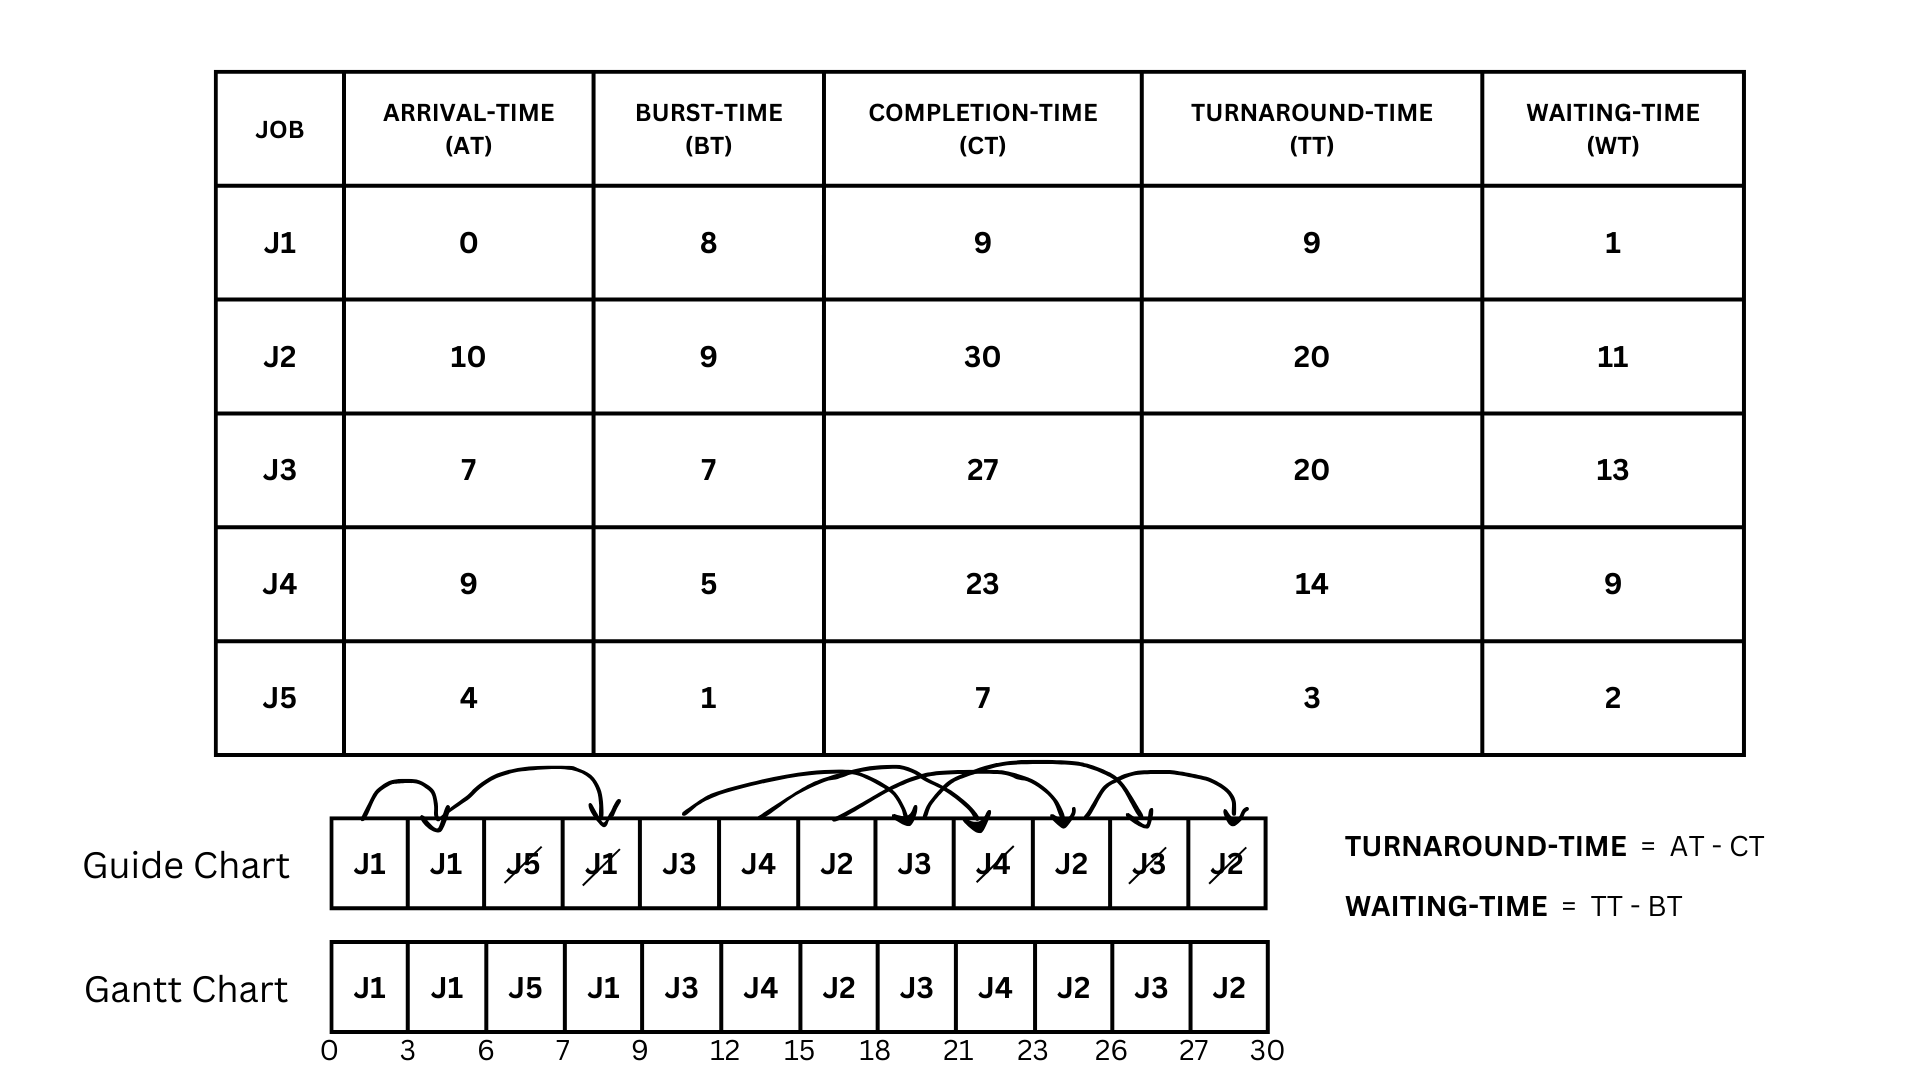 JOB ARRIVAL-TIME (AT) BURST-TIME (BT) COMPLETION-TIME (CT) TURNAROUND-TIME (TT) WAITING-TIME (WT)
J1 0 8 9 9 1
J2 10 9 30 20 11
J3 7 7 27 20 13
J4 9 5 23 14 9
J5 4 1 7 3 2
Guide Chart J1 J1 J5 J1 J3 J4 J2 J3 J4 J2 J3 J2
TURNAROUND-TIME = AT - CT
WAITING-TIME = TT - BT
Gantt Chart J1 J1 J5 J1 J3 J4 J2 J3 J4 J2 J3 J2
0 3 6 7 9 12 15 18 21 23 26 27 30